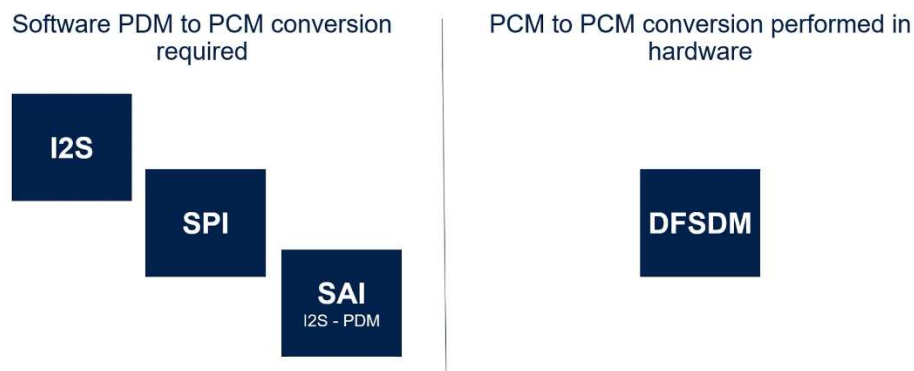 Software PDM to PCM conversion
required
PCM to PCM conversion performed in
hardware
I2S
SPI
SAI
I2S - PDM
DFSDM